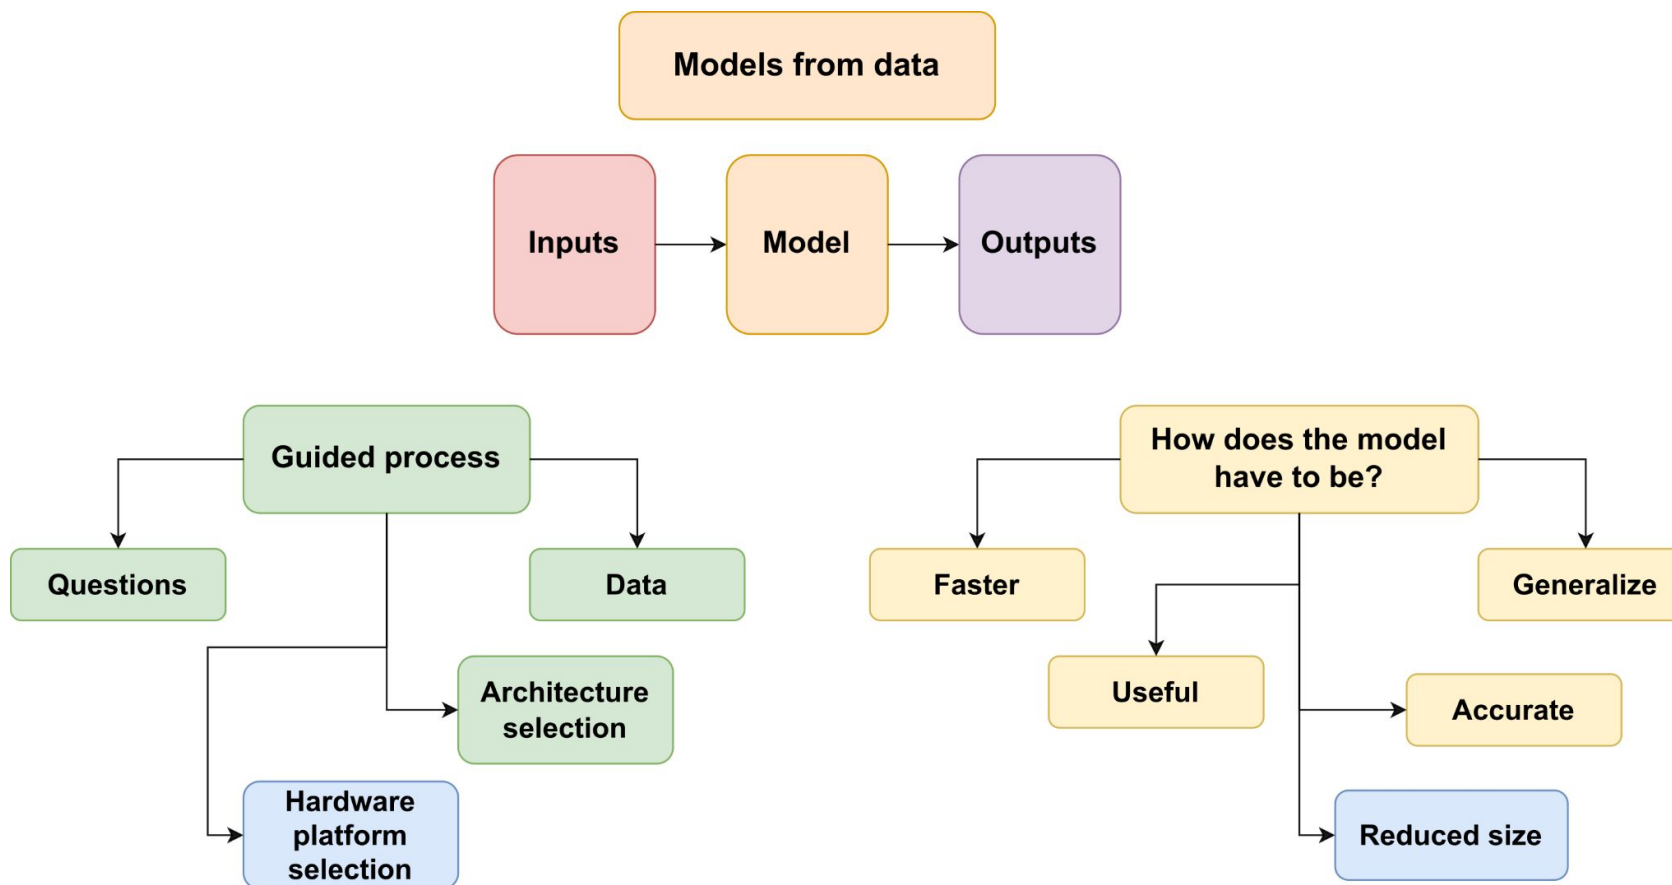 Models from data
Inputs
Model
Outputs
Guided process
Questions
Data
Architecture
selection
Hardware
platform
selection
How does the model
have to be?
Faster
Generalize
Useful
Accurate
Reduced size